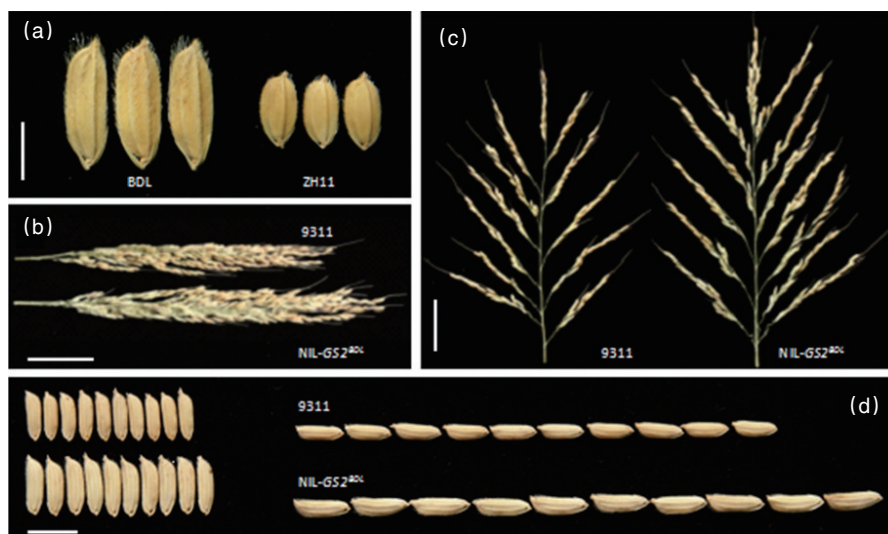 (a)
BDL
ZH11
(b)
9311
NIL-GS2ᴮᴰᴸ
(c)
9311
NIL-GS2ᴮᴰᴸ
(d)
9311
NIL-GS2ᴮᴰᴸ